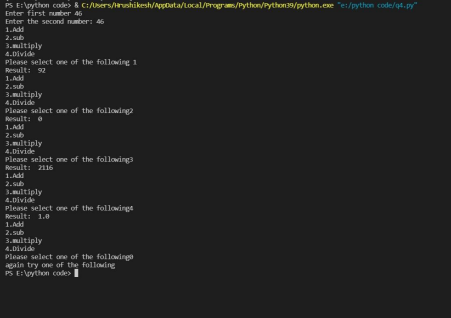 PS E:\python code> & C:/Users/Hrushikesh/AppData/Local/Programs/Python/Python39/python.exe "e:/python code/q4.py"
Enter first number 46
Enter the second number: 46
1.Add
2.sub
3.multiply
4.Divide
Please select one of the following 1
Result:  92
1.Add
2.sub
3.multiply
4.Divide
Please select one of the following2
Result:  0
1.Add
2.sub
3.multiply
4.Divide
Please select one of the following3
Result:  2116
1.Add
2.sub
3.multiply
4.Divide
Please select one of the following4
Result:  1.0
1.Add
2.sub
3.multiply
4.Divide
Please select one of the following0
again try one of the following
PS E:\python code>